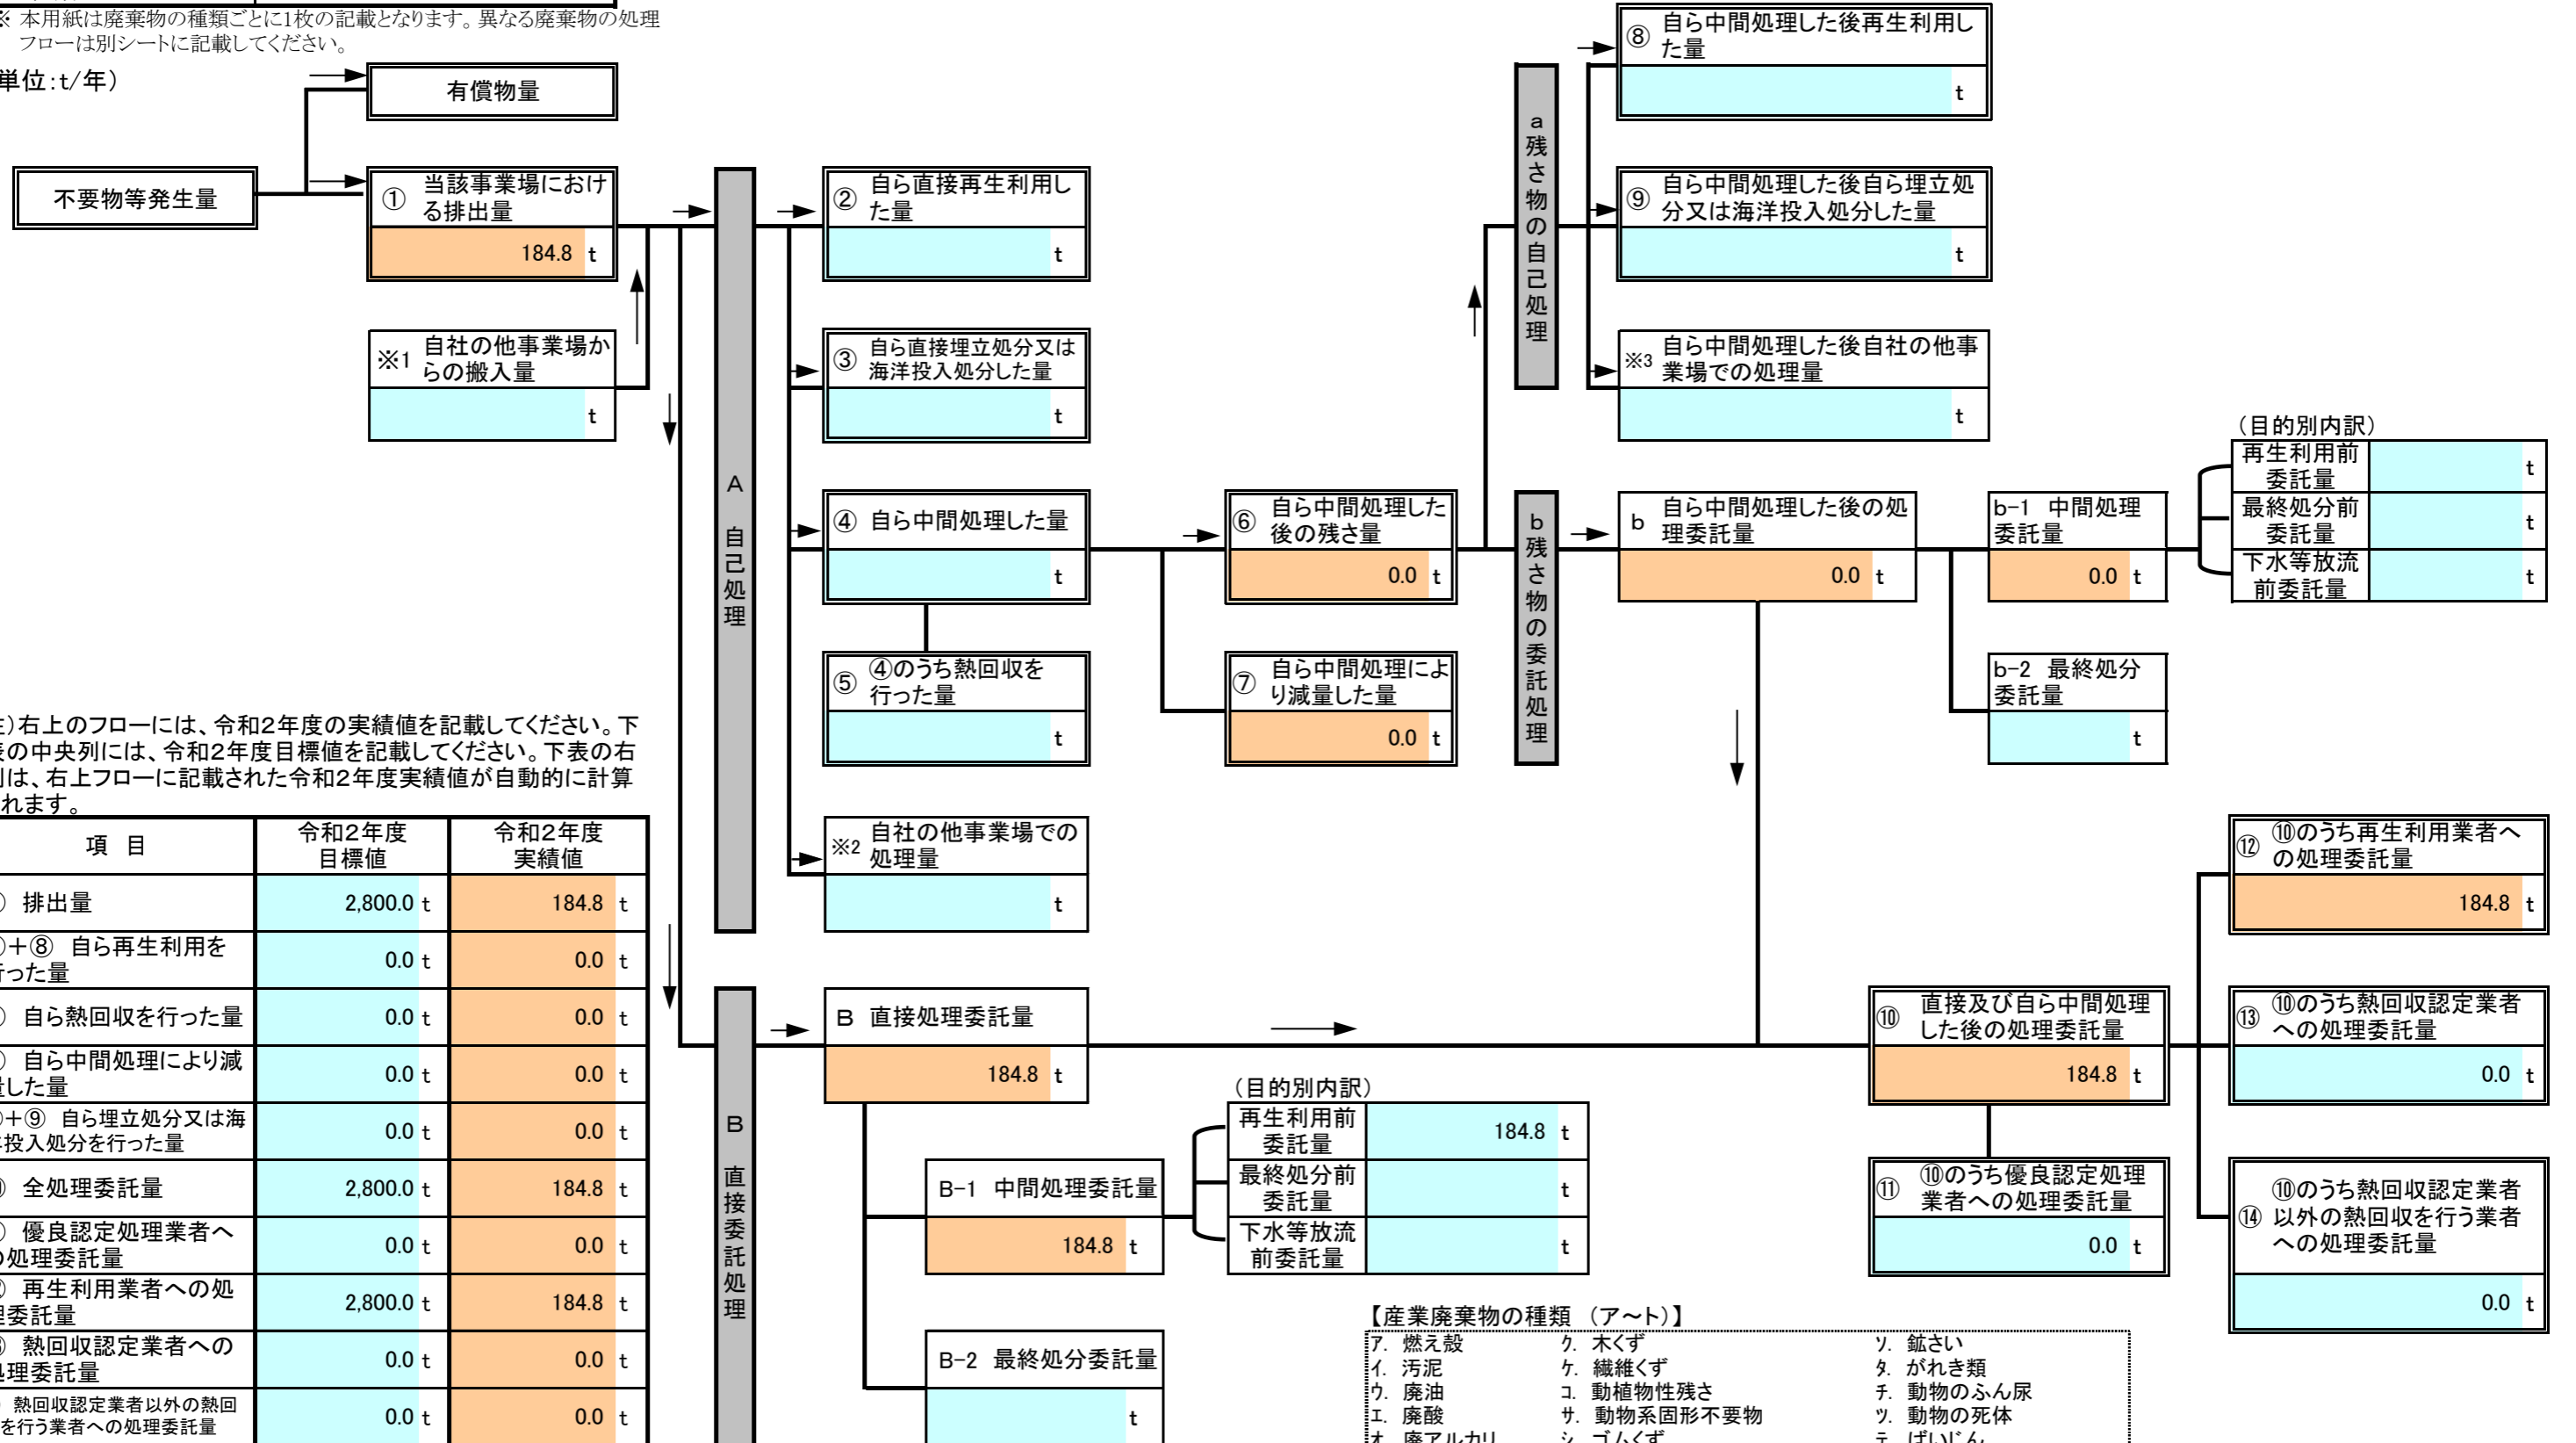 ※ 本用紙は廃棄物の種類ごとに1枚の記載となります。異なる廃棄物の処理
フローは別シートに記載してください。
単位:t/年)
有償物量
不要物等発生量
① 当該事業場におけ
る排出量
184.8 t
※1 自社の他事業場か
らの搬入量
t
A 自己処理
② 自ら直接再生利用し
た量
t
③ 自ら直接埋立処分又は
海洋投入処分した量
t
④ 自ら中間処理した量
t
⑤ ④のうち熱回収を
行った量
t
※2 自社の他事業場での
処理量
t
⑥ 自ら中間処理した
後の残さ量
0.0 t
⑦ 自ら中間処理によ
り減量した量
0.0 t
a残さ物の自己処理
⑧ 自ら中間処理した後再生利用し
た量
t
⑨ 自ら中間処理した後自ら埋立処
分又は海洋投入処分した量
t
※3 自ら中間処理した後自社の他事
業場での処理量
t
b残さ物の委託処理
b 自ら中間処理した後の処
理委託量
0.0 t
b-1 中間処理
委託量
0.0 t
b-2 最終処分
委託量
t
(目的別内訳)
再生利用前
委託量
t
最終処分前
委託量
t
下水等放流
前委託量
t
)右上のフローには、令和2年度の実績値を記載してください。下
の中央列には、令和2年度目標値を記載してください。下表の右
は、右上フローに記載された令和2年度実績値が自動的に計算
れます。
項 目 令和2年度
目標値 令和2年度
実績値
排出量 2,800.0 t 184.8 t
+⑧ 自ら再生利用を
った量 0.0 t 0.0 t
自ら熱回収を行った量 0.0 t 0.0 t
自ら中間処理により減
した量 0.0 t 0.0 t
+⑨ 自ら埋立処分又は海
投入処分を行った量 0.0 t 0.0 t
全処理委託量 2,800.0 t 184.8 t
優良認定処理業者へ
処理委託量 0.0 t 0.0 t
再生利用業者への処
委託量 2,800.0 t 184.8 t
熱回収認定業者への
処理委託量 0.0 t 0.0 t
熱回収認定業者以外の熱回
を行う業者への処理委託量 0.0 t 0.0 t
B 直接委託処理
B 直接処理委託量
184.8 t
B-1 中間処理委託量
184.8 t
B-2 最終処分委託量
t
(目的別内訳)
再生利用前
委託量
184.8 t
最終処分前
委託量
t
下水等放流
前委託量
t
⑩ 直接及び自ら中間処理
した後の処理委託量
184.8 t
⑪ ⑩のうち優良認定処理
業者への処理委託量
0.0 t
⑫ ⑩のうち再生利用業者へ
の処理委託量
184.8 t
⑬ ⑩のうち熱回収認定業者
への処理委託量
0.0 t
⑭ ⑩のうち熱回収認定業者
以外の熱回収を行う業者
への処理委託量
0.0 t
【産業廃棄物の種類 (ア~ト)】
ア. 燃え殻 ク. 木くず ソ. 鉱さい
イ. 汚泥 ケ. 繊維くず タ. がれき類
ウ. 廃油 コ. 動植物性残さ チ. 動物のふん尿
エ. 廃酸 サ. 動物系固形不要物 ツ. 動物の死体
オ. 廃アルカリ シ. ゴムくず テ. ばいじん